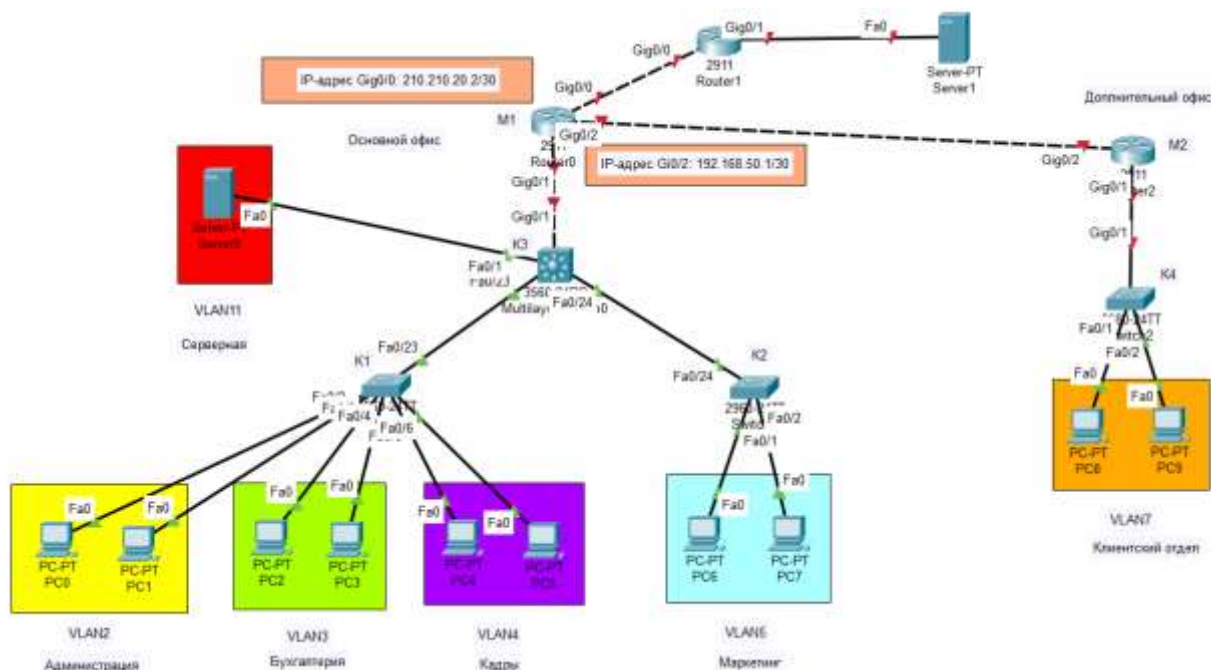 Gig0/1
Fa0
Gig0/0
2911
Router1
Server-PT
Server1
IP-адрес Gig0/0: 210.210.20.2/30
Gig0/0
M1
Основной офис
Gig0/2
IP-адрес Gi0/2: 192.168.50.1/30
Gig0/1
Gig0/1
Доплнительный офис
M2
Gig0/2
Gig0/1
Gig0/1
K4
Fa0/1
Fa0/2
Fa0
Fa0
PC-PT
PC8
PC-PT
PC9
VLAN7
Клиентский отдел
Fa0
VLAN11
Серверная
K3
Fa0/1
Fa0/23
Fa0/24
Fa0/23
K1
Fa0/4
Fa0/6
K2
Fa0/24
Fa0/2
Fa0/1
Fa0
Fa0
PC-PT
PC0
PC-PT
PC1
VLAN2
Администрация
Fa0
Fa0
PC-PT
PC2
PC-PT
PC3
VLAN3
Бухгалтерия
Fa0
Fa0
PC-PT
PC4
PC-PT
PC5
VLAN4
Кадры
Fa0
Fa0
PC-PT
PC6
PC-PT
PC7
VLAN5
Маркетинг